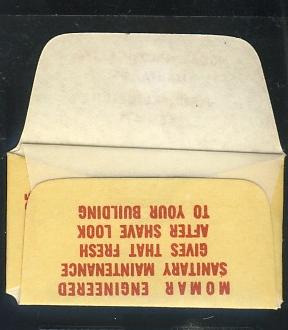 MOMAR ENGINEERED
SANITARY MAINTENANCE
GIVES THAT FRESH
AFTER SHAVE LOOK
TO YOUR BUILDING